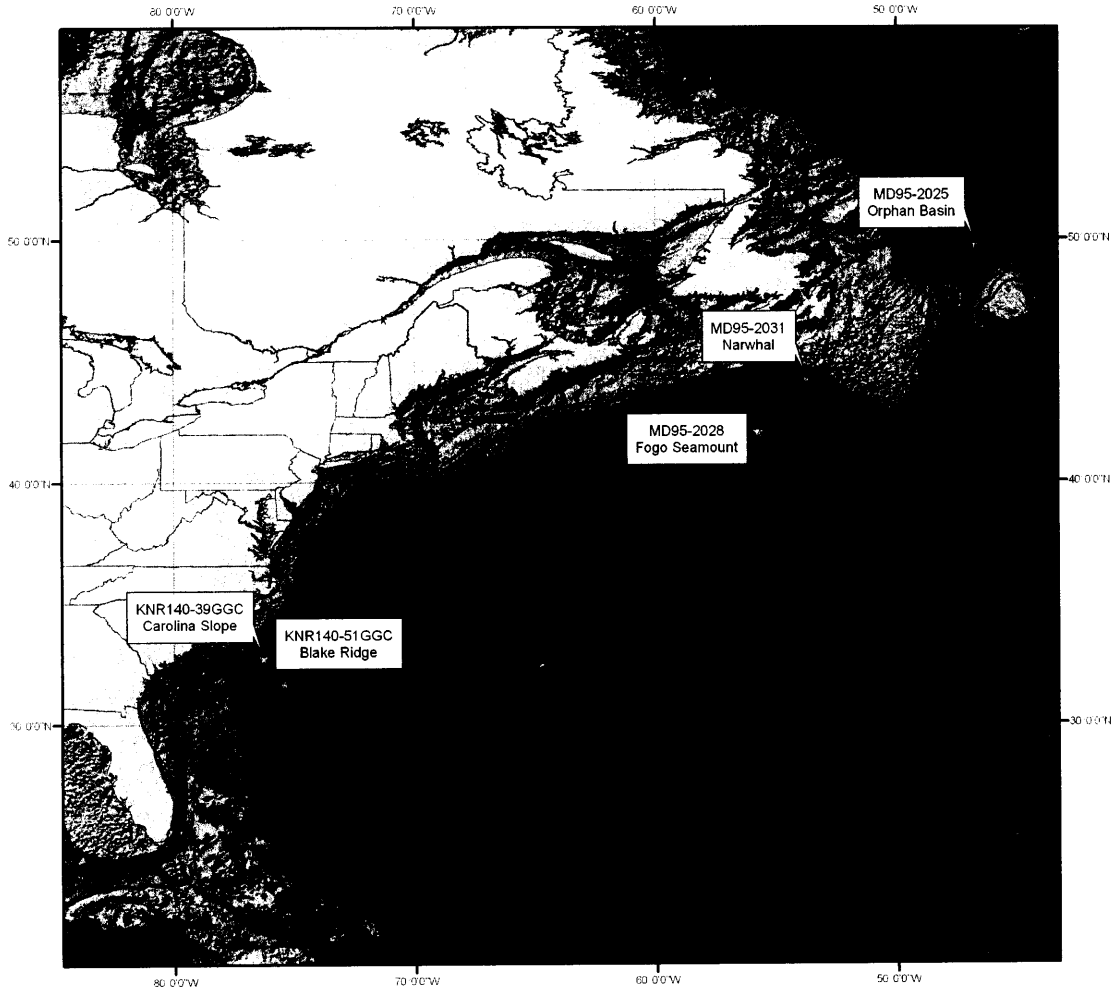 80 0'0"W 70 0'0"W 60 0'0"W 50 0'0"W
MD95-2025
Orphan Basin
50 0'0"N 50 0'0"N
MD95-2031
Narwhal
MD95-2028
Fogo Seamount
40 0'0"N 40 0'0"N
KNR140-39GGC
Carolina Slope
KNR140-51GGC
Blake Ridge
30 0'0"N 30 0'0"N
80 0'0"W 70 0'0"W 60 0'0"W 50 0'0"W